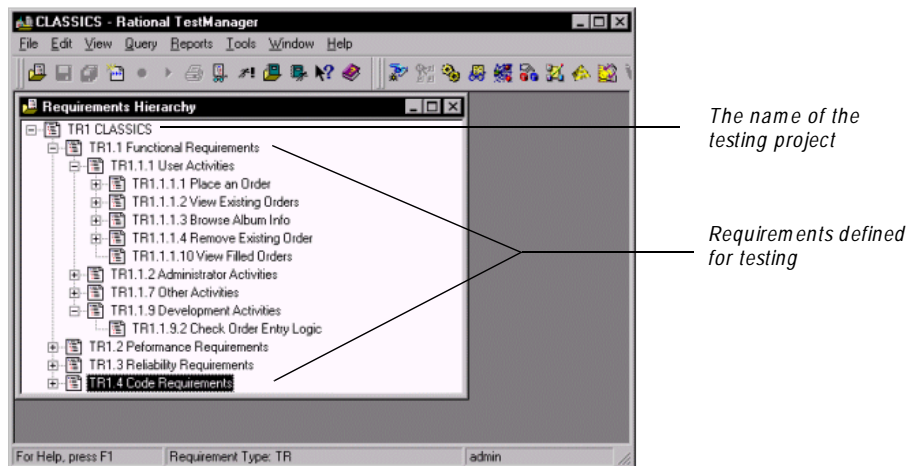 CLASSICS - Rational TestManager
File Edit View Query Reports Tools Window Help
Requirements Hierarchy
TR1 CLASSICS
TR1.1 Functional Requirements
TR1.1.1 User Activities
TR1.1.1.1 Place an Order
TR1.1.1.2 View Existing Orders
TR1.1.1.3 Browse Album Info
TR1.1.1.4 Remove Existing Order
TR1.1.1.10 View Filled Orders
TR1.1.2 Administrator Activities
TR1.1.7 Other Activities
TR1.1.9 Development Activities
TR1.1.9.2 Check Order Entry Logic
TR1.2 Peformance Requirements
TR1.3 Reliability Requirements
TR1.4 Code Requirements
The name of the
testing project
Requirements defined
for testing
For Help, press F1 Requirement Type: TR admin